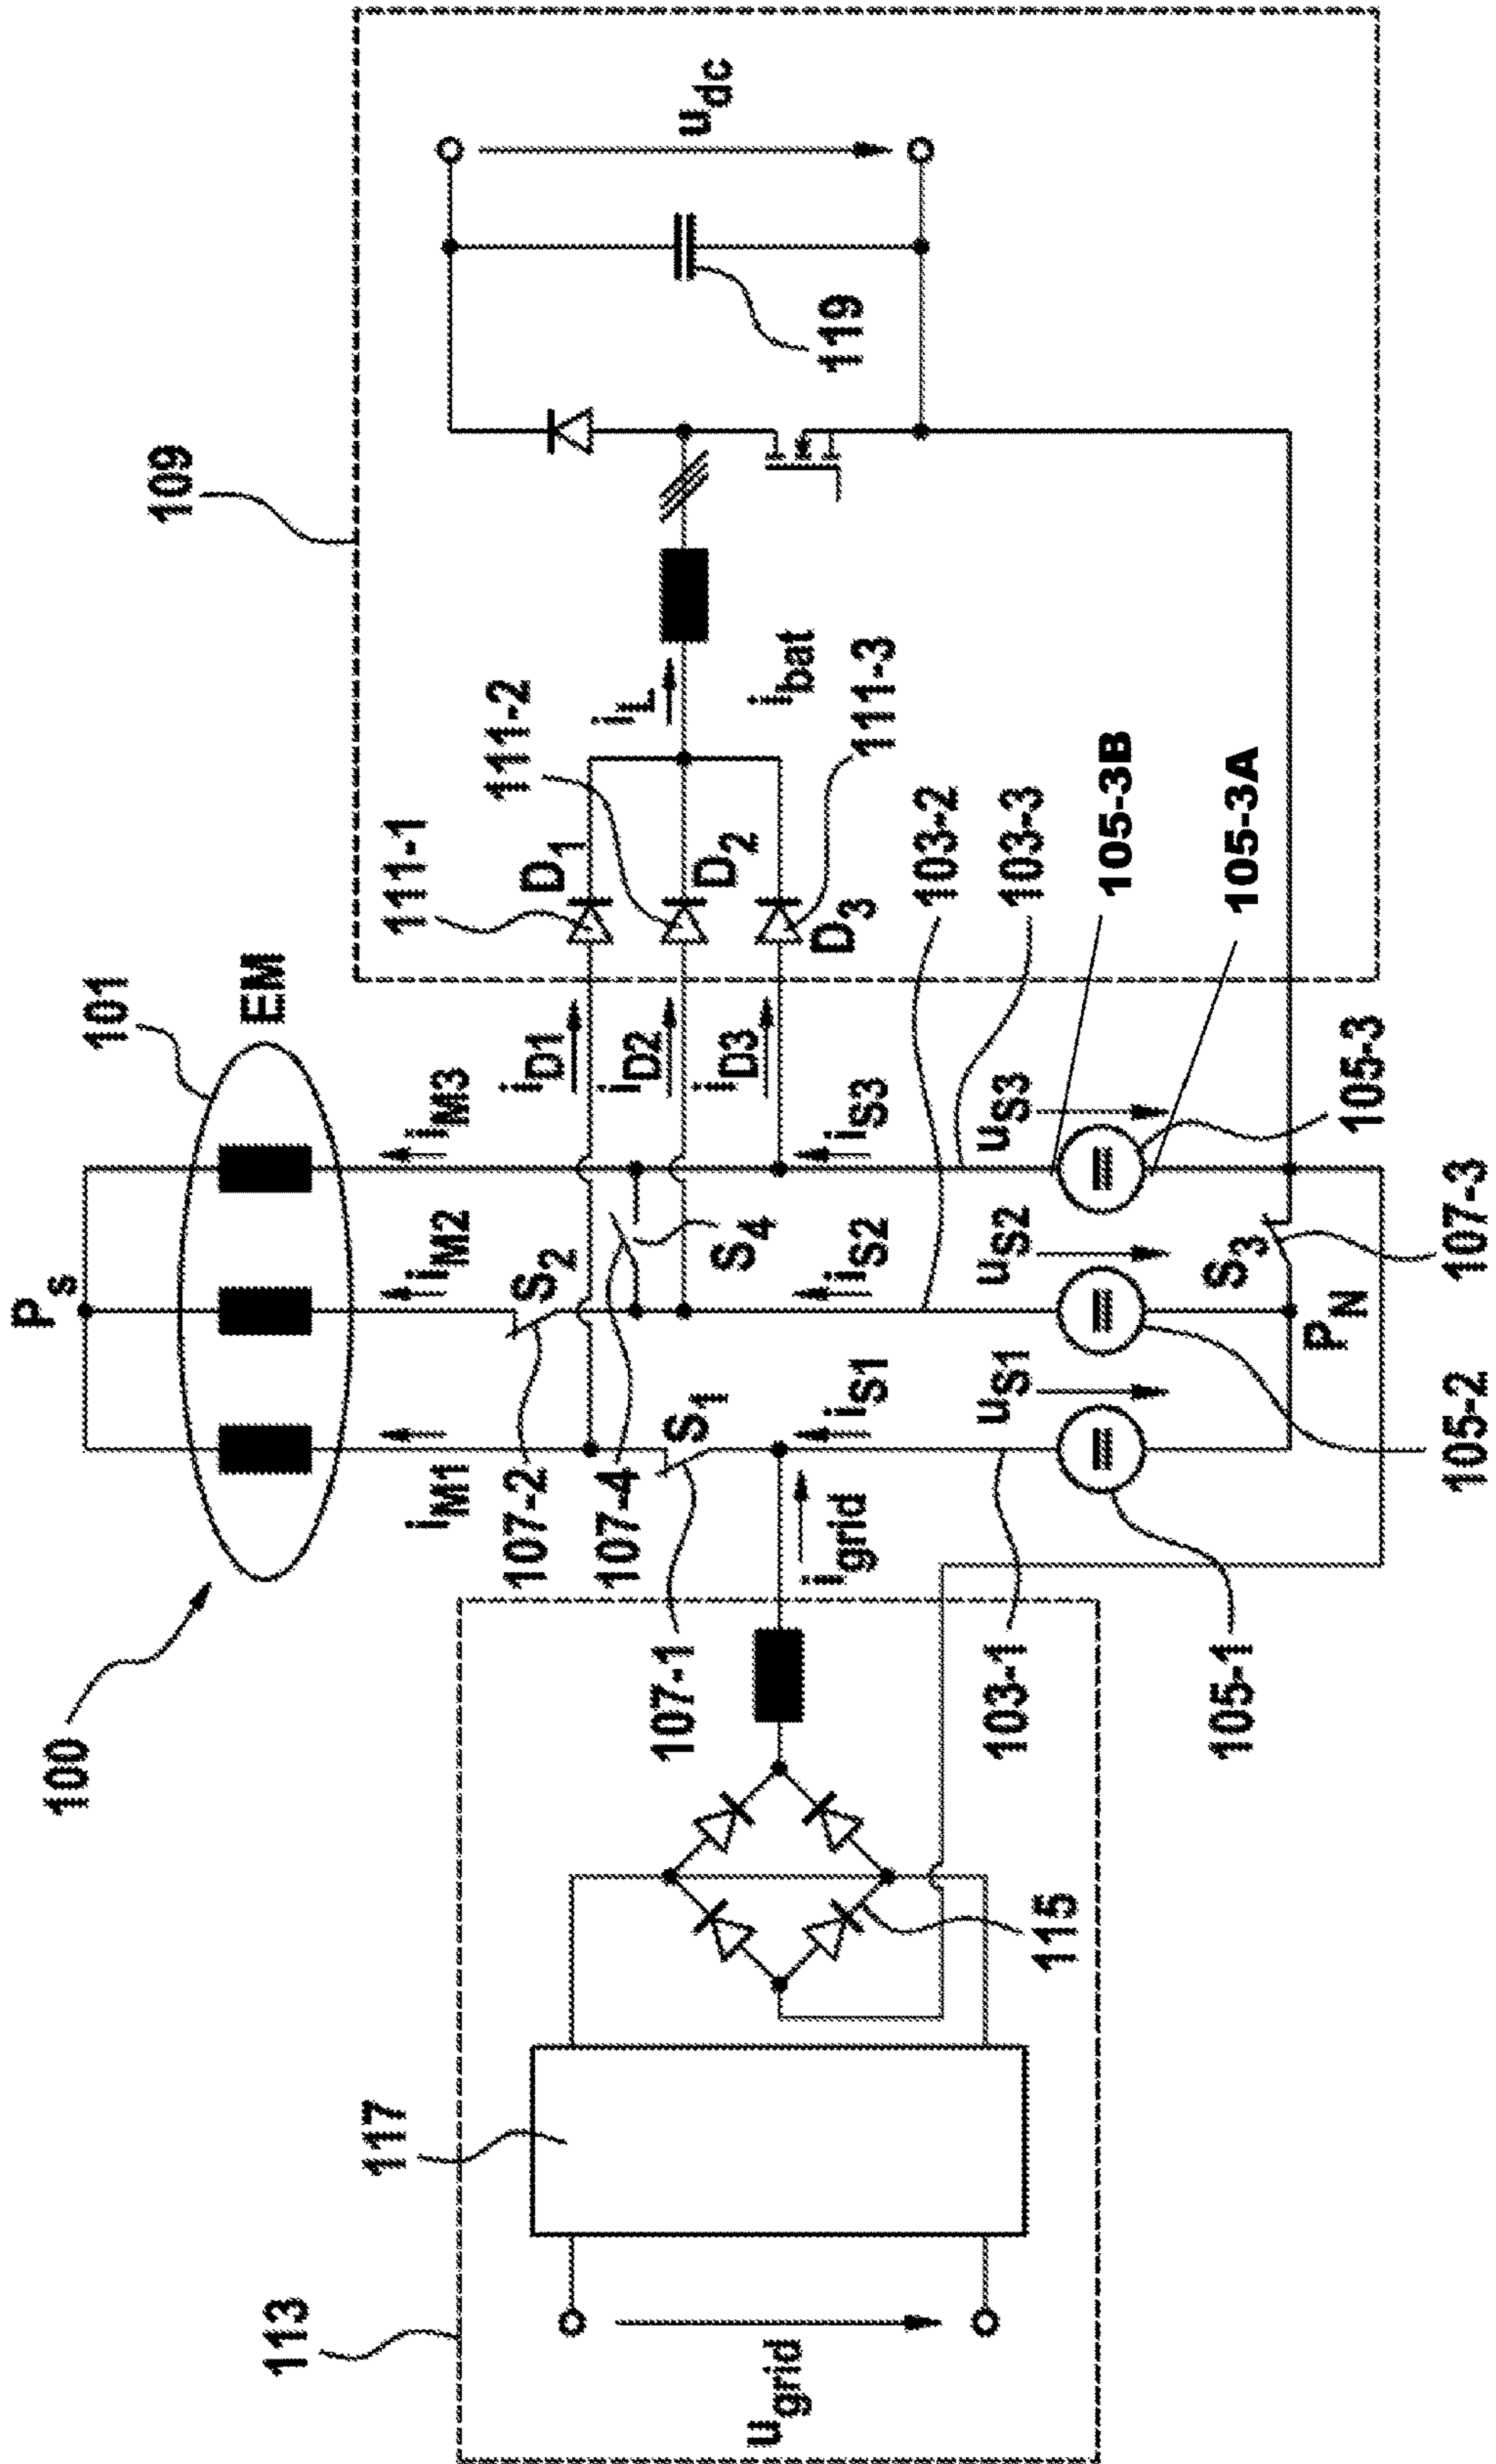 109
u_dc
119
111-2
i_L
i_bat
111-3
111-1
D_1
D_2
D_3
103-2
103-3
105-3B
105-3A
101
EM
i_D1
i_D2
i_D3
P_s
i_M3
i_M2
i_M1
S_2
S_4
S_1
107-2
107-4
i_S3
i_S2
i_S1
u_S3
u_S2
u_S1
105-3
S_3
107-3
P_N
105-2
100
107-1
i_grid
103-1
105-1
115
117
113
u_grid